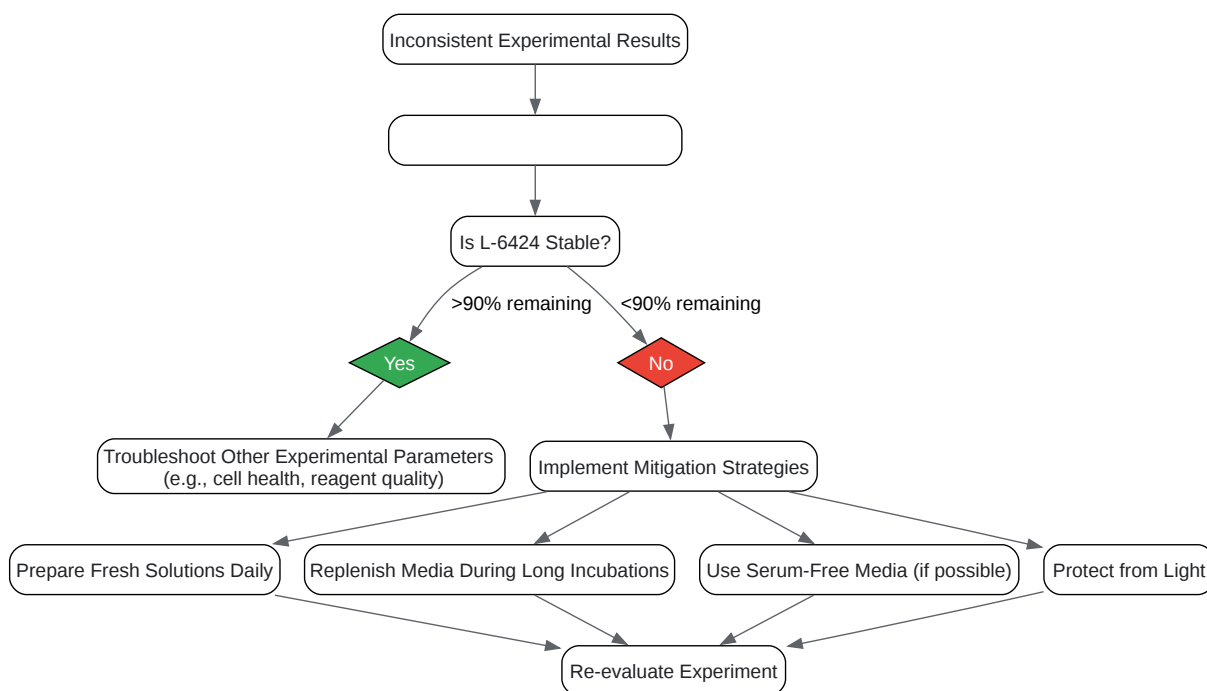 Inconsistent Experimental Results
Is L-6424 Stable?
>90% remaining
<90% remaining
Yes
No
Troubleshoot Other Experimental Parameters
(e.g., cell health, reagent quality)
Implement Mitigation Strategies
Prepare Fresh Solutions Daily
Replenish Media During Long Incubations
Use Serum-Free Media (if possible)
Protect from Light
Re-evaluate Experiment